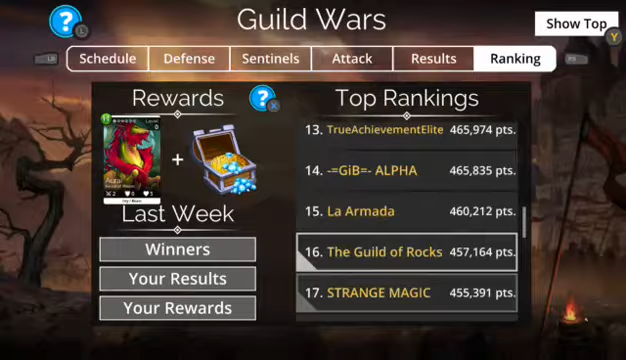 Guild Wars
Show Top
Y
L
LB
Schedule
Defense
Sentinels
Attack
Results
Ranking
RB
Rewards
X
Top Rankings
+
Last Week
Winners
Your Results
Your Rewards
13. TrueAchievementElite 465,974 pts.
14. -=GiB=- ALPHA 465,835 pts.
15. La Armada 460,212 pts.
16. The Guild of Rocks 457,164 pts.
17. STRANGE MAGIC 455,391 pts.